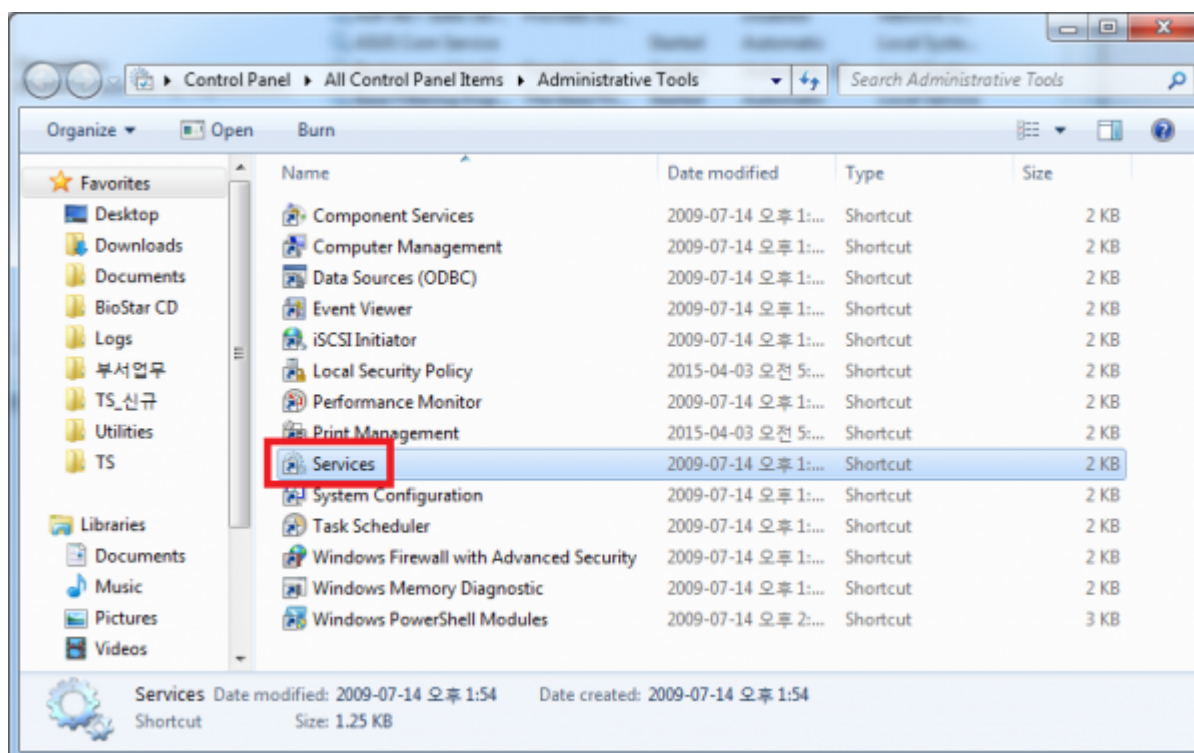 Control Panel ▸ All Control Panel Items ▸ Administrative Tools Search Administrative Tools
Organize Open Burn
Name Date modified Type Size
Favorites
Desktop
Downloads
Documents
BioStar CD
Logs
부서업무
TS_신규
Utilities
TS
Libraries
Documents
Music
Pictures
Videos
Component Services 2009-07-14 오후 1:... Shortcut 2 KB
Computer Management 2009-07-14 오후 1:... Shortcut 2 KB
Data Sources (ODBC) 2009-07-14 오후 1:... Shortcut 2 KB
Event Viewer 2009-07-14 오후 1:... Shortcut 2 KB
iSCSI Initiator 2009-07-14 오후 1:... Shortcut 2 KB
Local Security Policy 2015-04-03 오전 5:... Shortcut 2 KB
Performance Monitor 2009-07-14 오후 1:... Shortcut 2 KB
Print Management 2015-04-03 오전 5:... Shortcut 2 KB
Services 2009-07-14 오후 1:... Shortcut 2 KB
System Configuration 2009-07-14 오후 1:... Shortcut 2 KB
Task Scheduler 2009-07-14 오후 1:... Shortcut 2 KB
Windows Firewall with Advanced Security 2009-07-14 오후 1:... Shortcut 2 KB
Windows Memory Diagnostic 2009-07-14 오후 1:... Shortcut 2 KB
Windows PowerShell Modules 2009-07-14 오후 2:... Shortcut 3 KB
Services Date modified: 2009-07-14 오후 1:54 Date created: 2009-07-14 오후 1:54
Shortcut Size: 1.25 KB